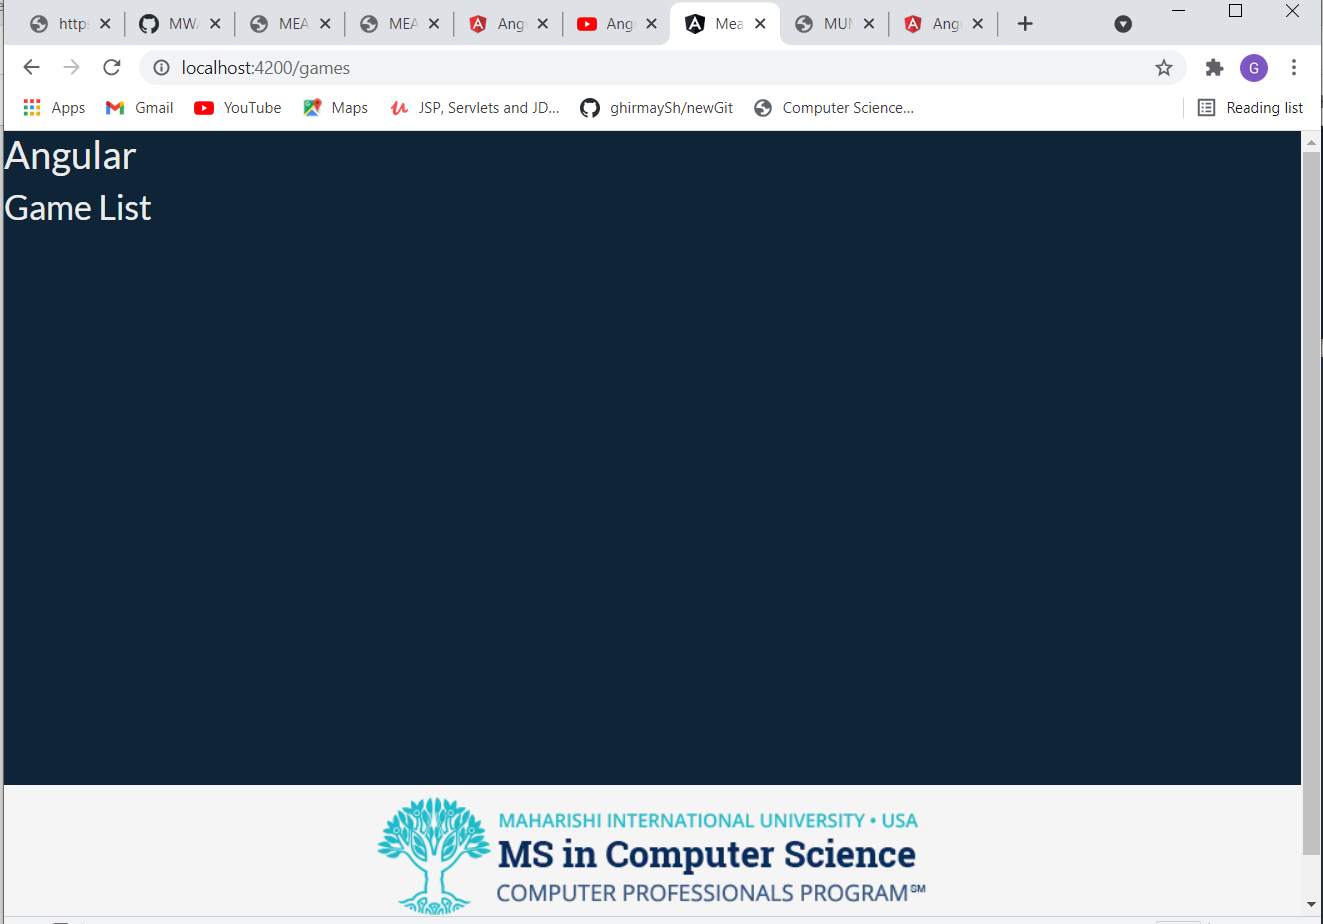 http:
MWA
MEA
MEA
Ang
Ang
Mea
MUN
Ang
localhost:4200/games
G
Apps
Gmail
YouTube
Maps
JSP, Servlets and JD...
ghirmaySh/newGit
Computer Science...
Reading list
Angular
Game List
MAHARISHI INTERNATIONAL UNIVERSITY • USA
MS in Computer Science
COMPUTER PROFESSIONALS PROGRAM℠